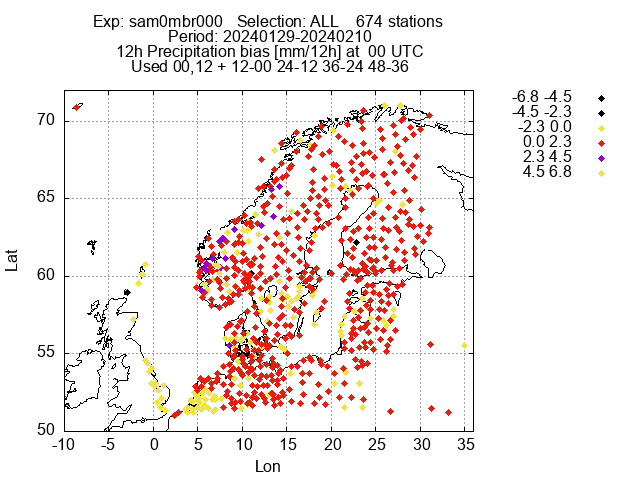 Exp: sam0mbr000 Selection: ALL 674 stations
Period: 20240129-20240210
12h Precipitation bias [mm/12h] at 00 UTC
Used 00,12 + 12-00 24-12 36-24 48-36
-6.8 -4.5
-4.5 -2.3
-2.3 0.0
0.0 2.3
2.3 4.5
4.5 6.8
70
65
60
55
50
Lat
-10 -5 0 5 10 15 20 25 30 35
Lon